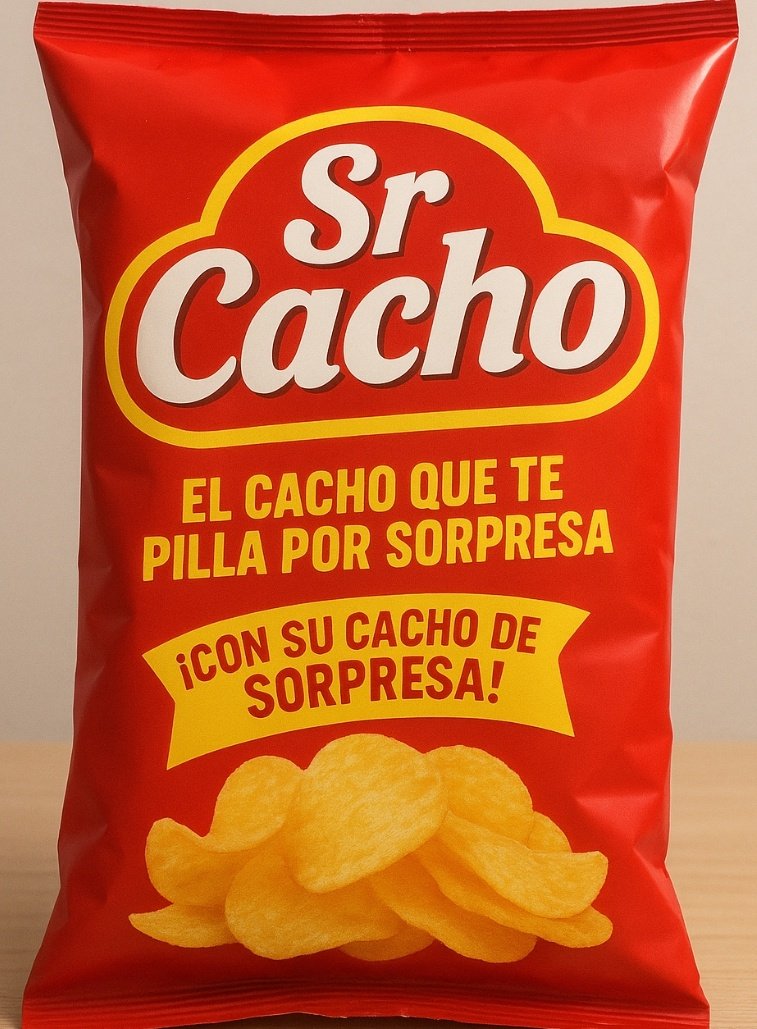 Sr
Cacho
EL CACHO QUE TE
PILLA POR SORPRESA
¡CON SU CACHO DE
SORPRESA!